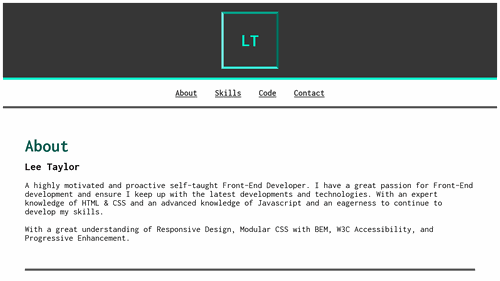 LT
About Skills Code Contact
About
Lee Taylor
A highly motivated and proactive self-taught Front-End Developer. I have a great passion for Front-End
development and ensure I keep up with the latest developments and technologies. With an expert
knowledge of HTML & CSS and an advanced knowledge of Javascript and an eagerness to continue to
develop my skills.
With a great understanding of Responsive Design, Modular CSS with BEM, W3C Accessibility, and
Progressive Enhancement.